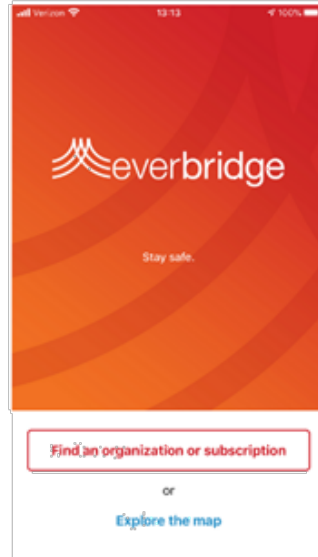 Verizon 13:13 100%
everbridge
Stay safe.
Find an organization or subscription
or
Explore the map